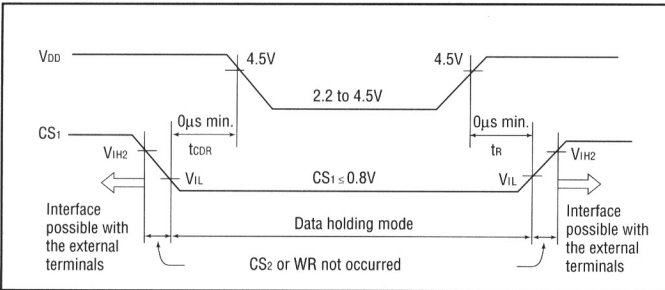 VDD
4.5V
4.5V
2.2 to 4.5V
0μs min.
0μs min.
CS1
tCDR
tR
VIH2
VIH2
VIL
CS1 ≤ 0.8V
VIL
Interface
possible with
the external
terminals
Data holding mode
Interface
possible with
the external
terminals
CS2 or WR not occurred